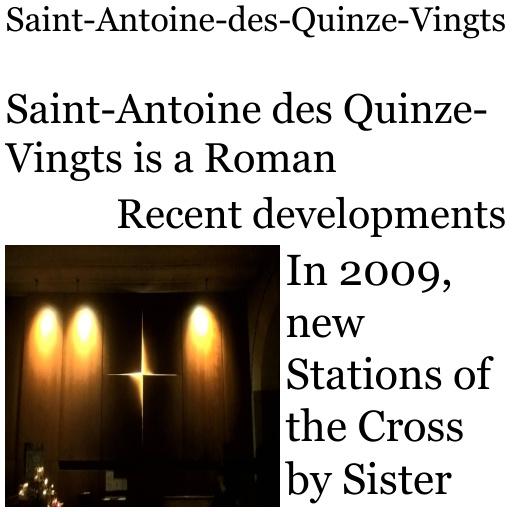 Saint-Antoine-des-Quinze-Vingts
Saint-Antoine des Quinze-
Vingts is a Roman
Recent developments
In 2009,
new
Stations of
the Cross
by Sister